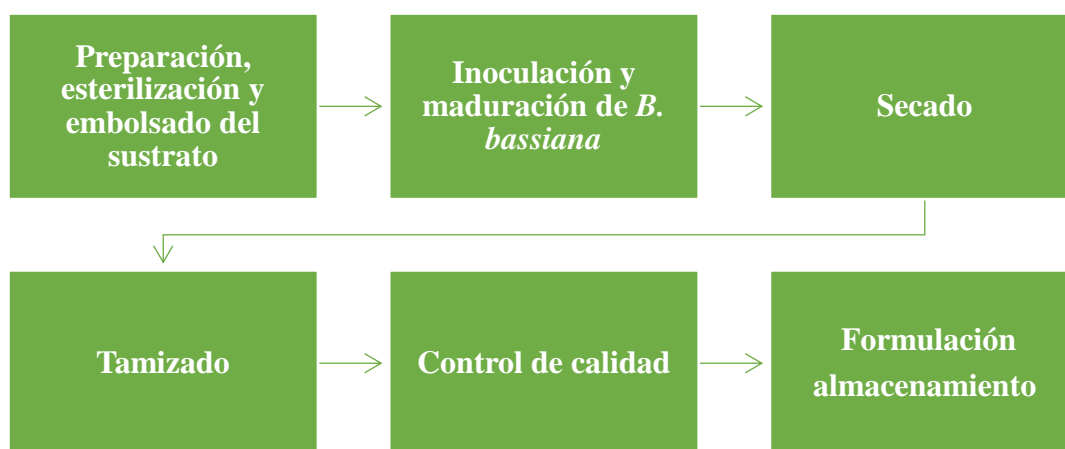 Preparación,
esterilización y
embolsado del
sustrato
Inoculación y
maduración de B.
bassiana
Secado
Tamizado
Control de calidad
Formulación
almacenamiento